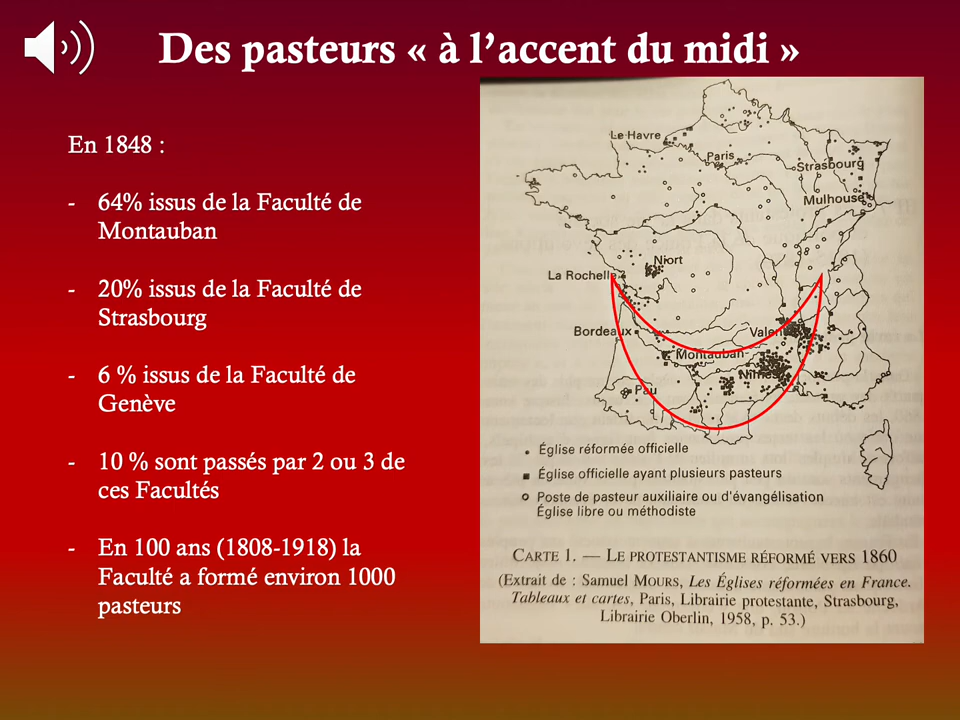 Des pasteurs « à l’accent du midi »
En 1848 :
- 64% issus de la Faculté de
Montauban
- 20% issus de la Faculté de
Strasbourg
- 6 % issus de la Faculté de
Genève
- 10 % sont passés par 2 ou 3 de
ces Facultés
- En 100 ans (1808-1918) la
Faculté a formé environ 1000
pasteurs
Le Havre
Paris
Strasbourg
Mulhouse
Niort
La Rochelle
Bordeaux
Montauban
Pau
Église réformée officielle
Église officielle ayant plusieurs pasteurs
Poste de pasteur auxiliaire ou d'évangélisation
Église libre ou méthodiste
CARTE 1. — LE PROTESTANTISME RÉFORMÉ VERS 1860
(Extrait de : Samuel MOURS, Les Églises réformées en France.
Tableaux et cartes, Paris, Librairie protestante, Strasbourg,
Librairie Oberlin, 1958, p. 53.)